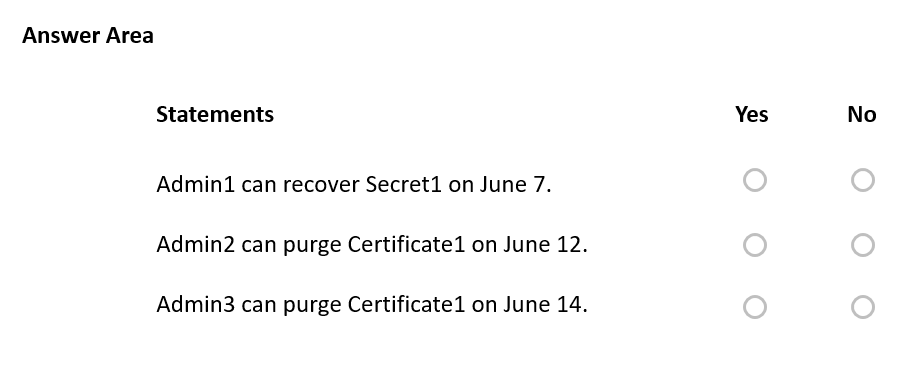 Answer Area
Statements Yes No
Admin1 can recover Secret1 on June 7.
Admin2 can purge Certificate1 on June 12.
Admin3 can purge Certificate1 on June 14.